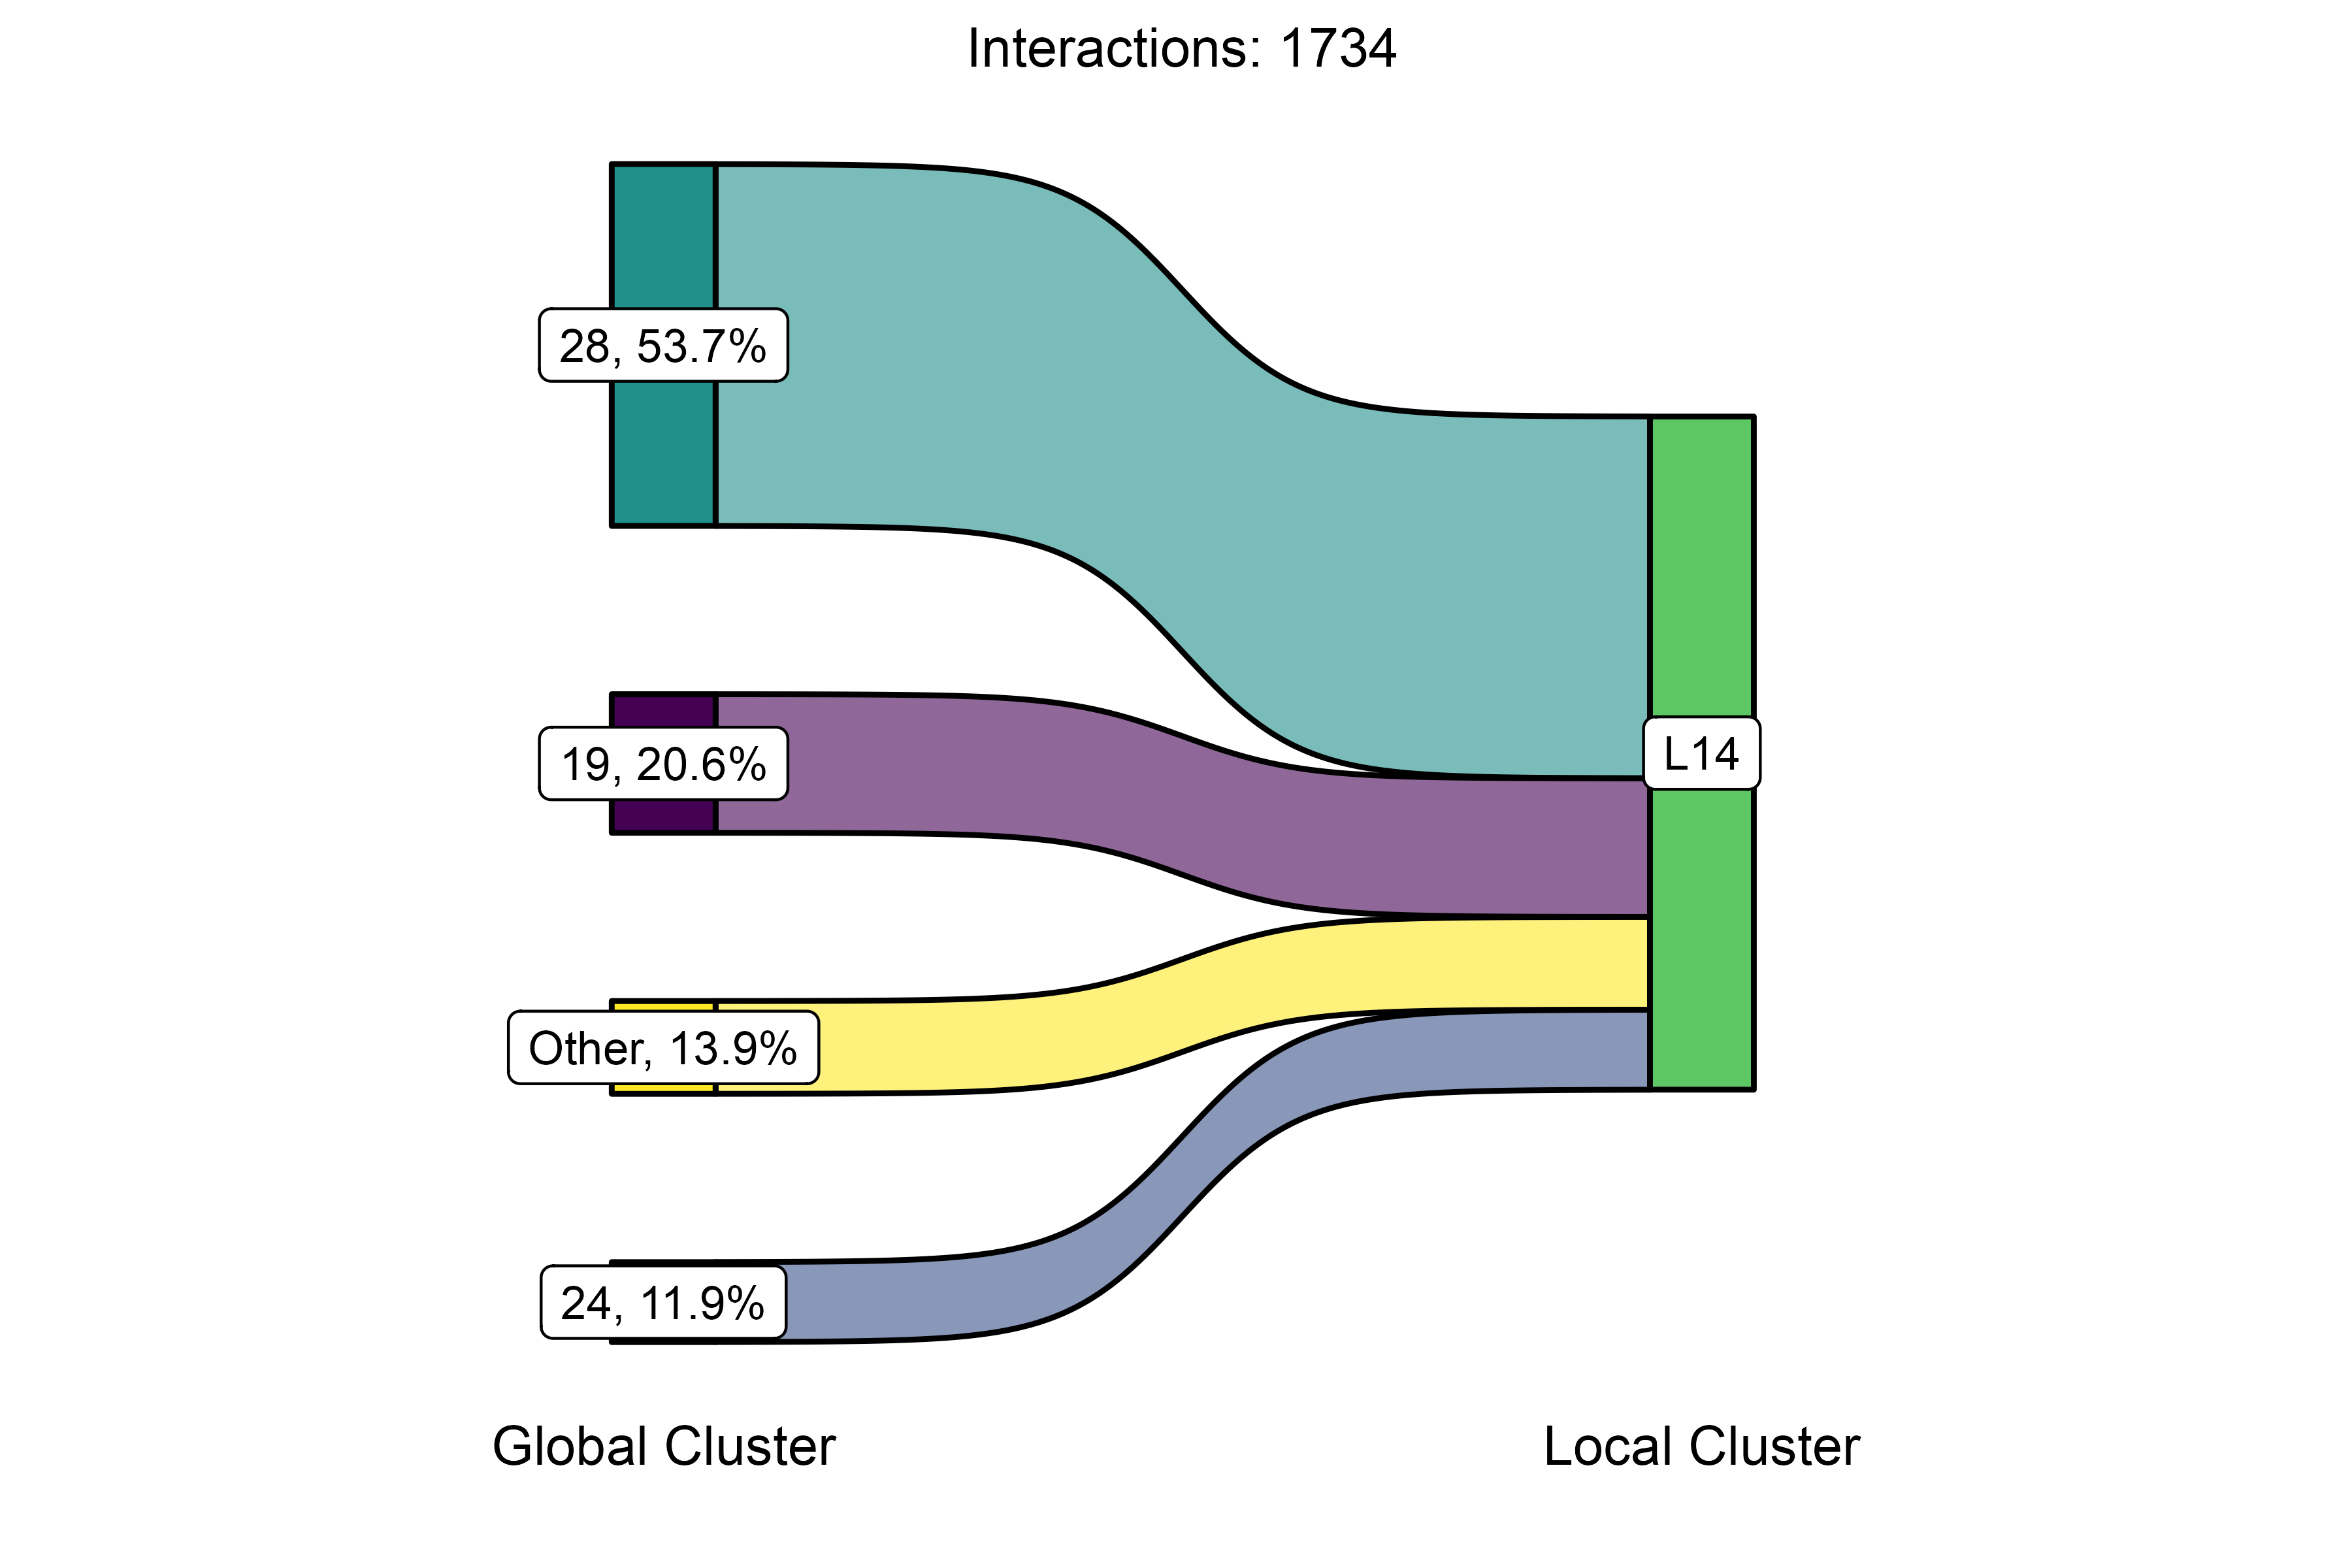 Interactions: 1734
28, 53.7%
19, 20.6%
L14
Other, 13.9%
24, 11.9%
Global Cluster
Local Cluster